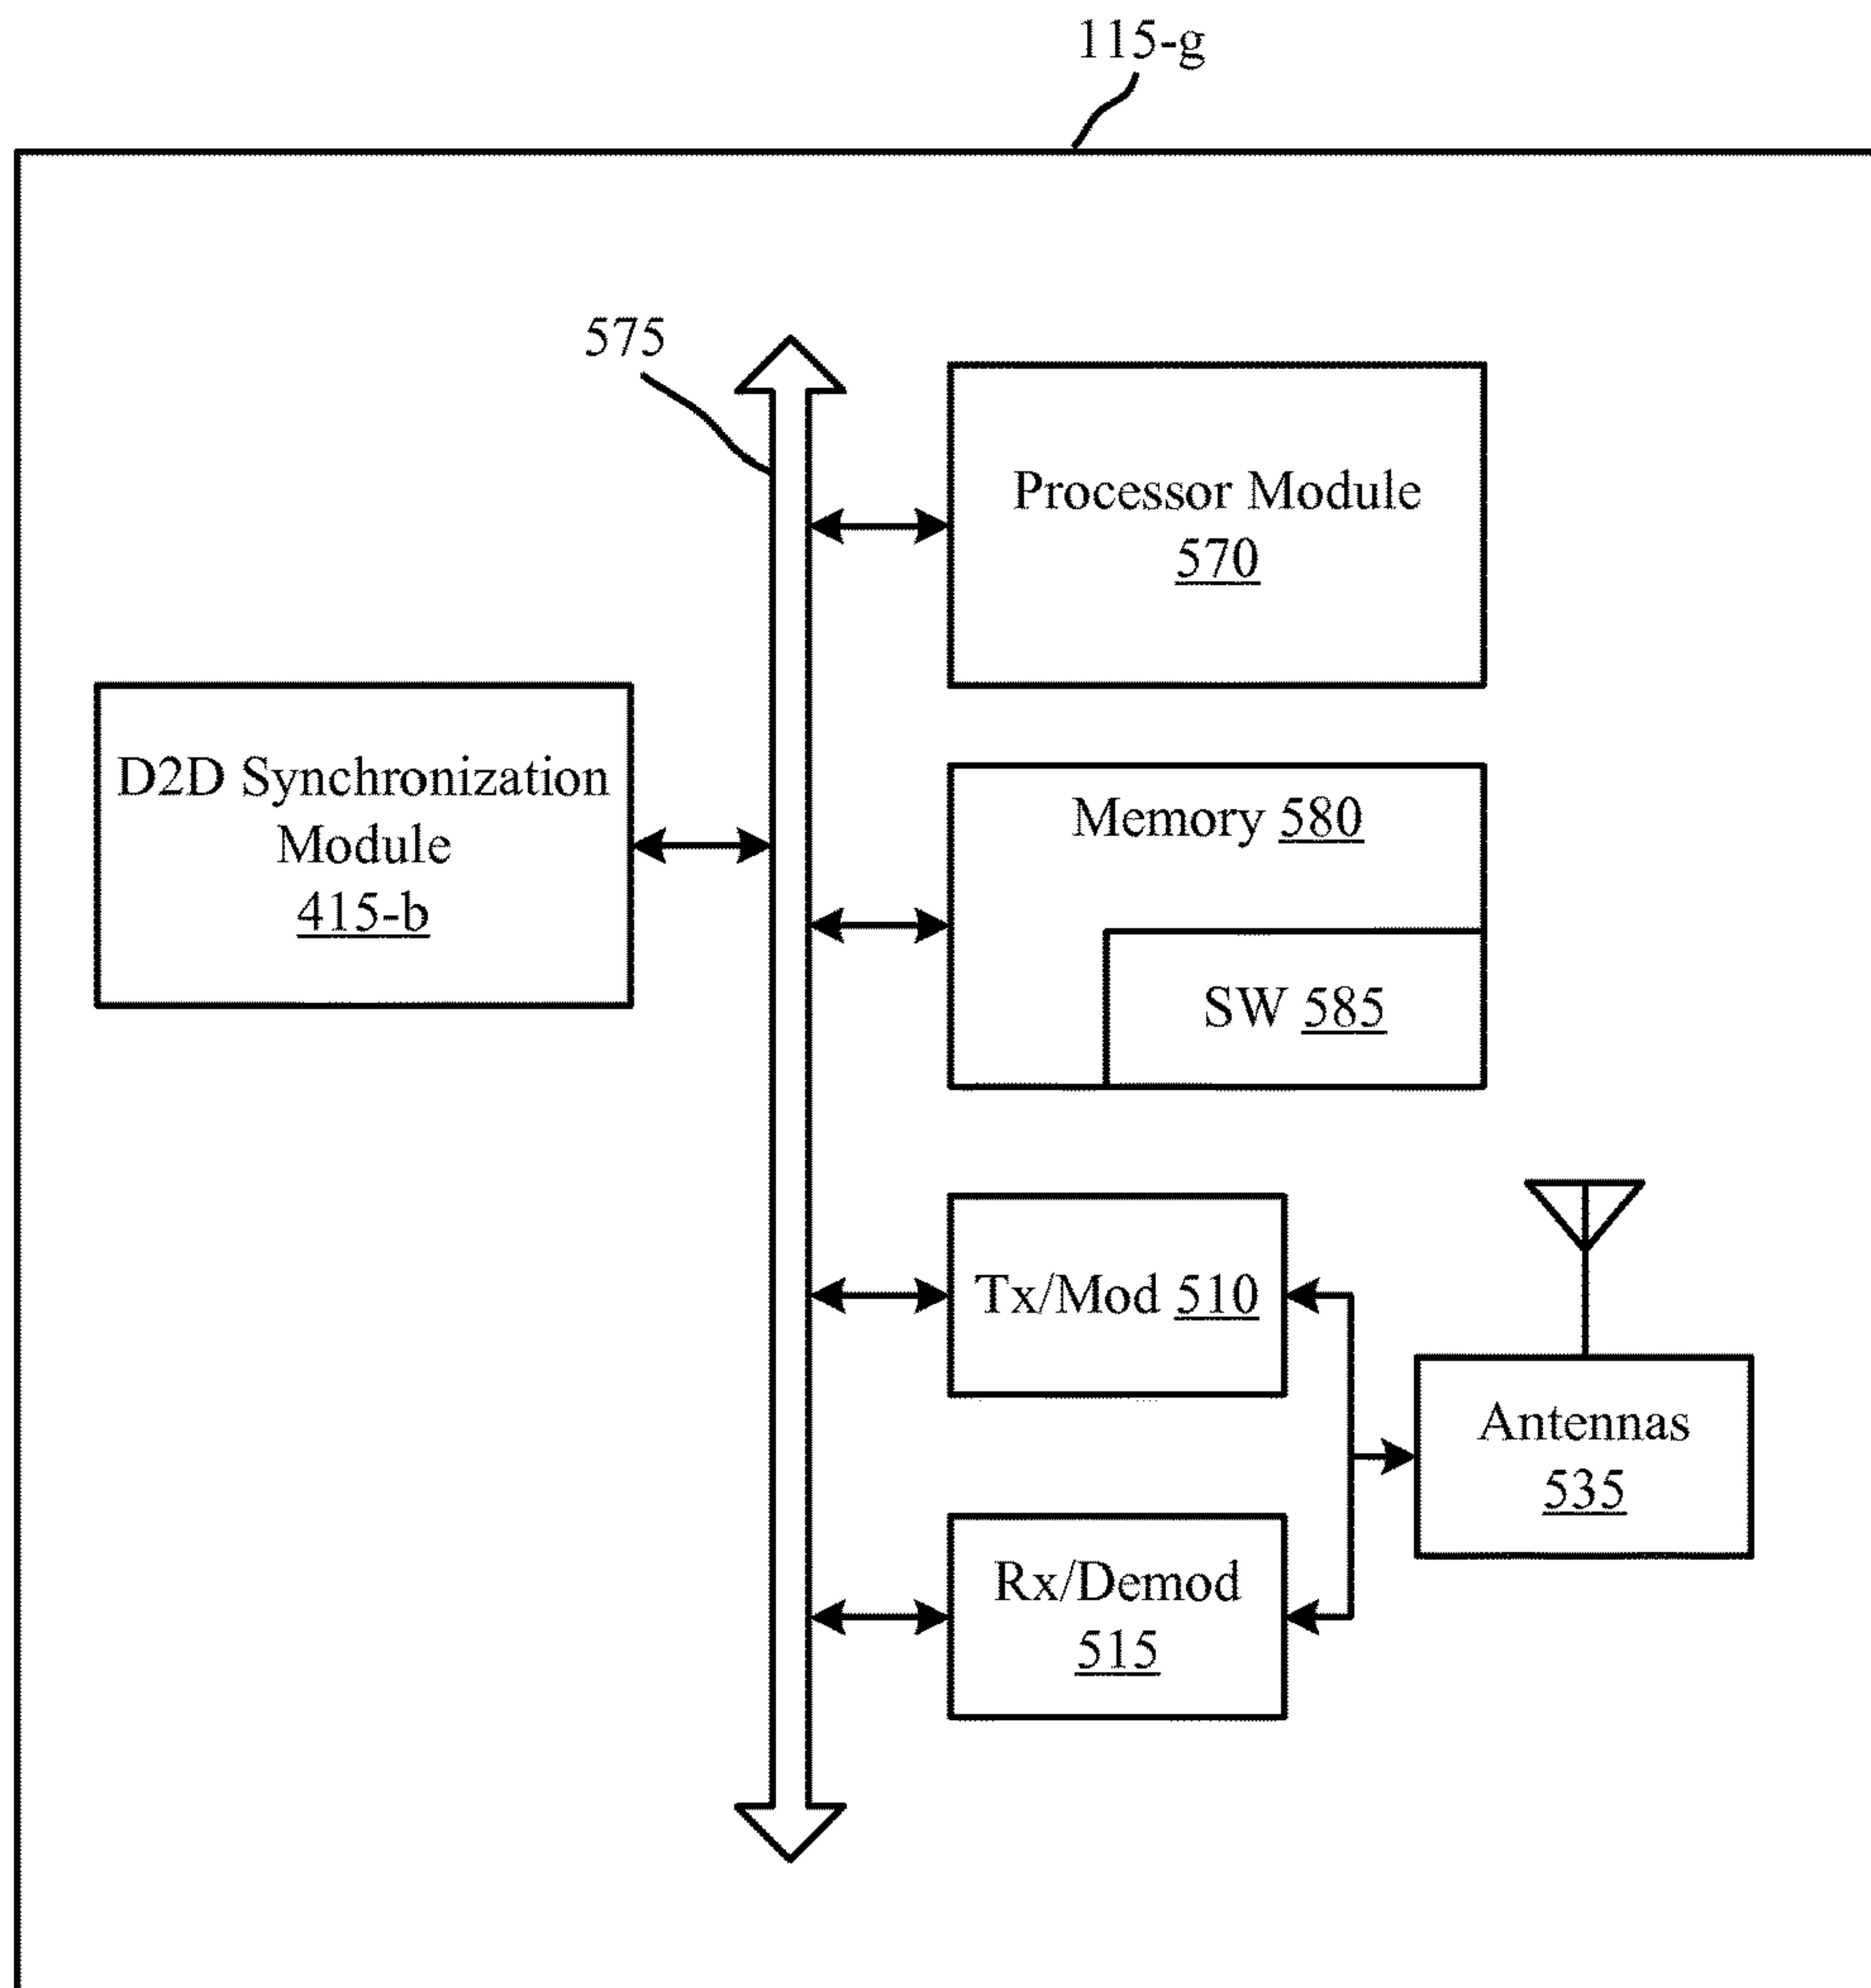 115-g
575
Processor Module
570
D2D Synchronization
Module
415-b
Memory 580
SW 585
Tx/Mod 510
Antennas
535
Rx/Demod
515